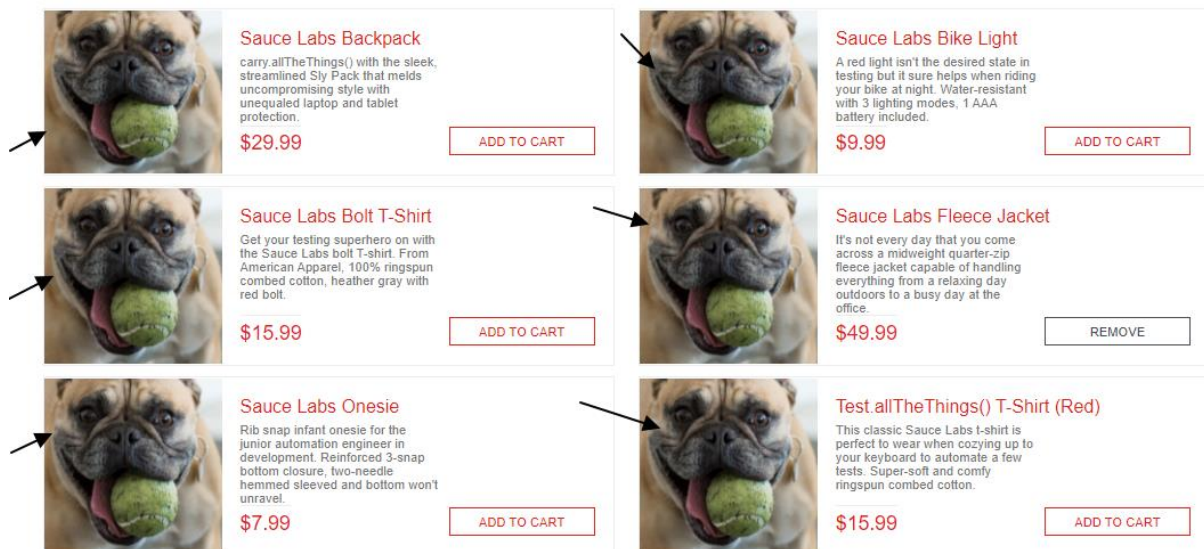 Sauce Labs Backpack
carry.allTheThings() with the sleek,
streamlined Sly Pack that melds
uncompromising style with
unequaled laptop and tablet
protection.
$29.99
ADD TO CART
Sauce Labs Bike Light
A red light isn't the desired state in
testing but it sure helps when riding
your bike at night. Water-resistant
with 3 lighting modes, 1 AAA
battery included.
$9.99
ADD TO CART
Sauce Labs Bolt T-Shirt
Get your testing superhero on with
the Sauce Labs bolt T-shirt. From
American Apparel, 100% ringspun
combed cotton, heather gray with
red bolt.
$15.99
ADD TO CART
Sauce Labs Fleece Jacket
It's not every day that you come
across a midweight quarter-zip
fleece jacket capable of handling
everything from a relaxing day
outdoors to a busy day at the
office.
$49.99
REMOVE
Sauce Labs Onesie
Rib snap infant onesie for the
junior automation engineer in
development. Reinforced 3-snap
bottom closure, two-needle
hemmed sleeved and bottom won't
unravel.
$7.99
ADD TO CART
Test.allTheThings() T-Shirt (Red)
This classic Sauce Labs t-shirt is
perfect to wear when cozying up to
your keyboard to automate a few
tests. Super-soft and comfy
ringspun combed cotton.
$15.99
ADD TO CART